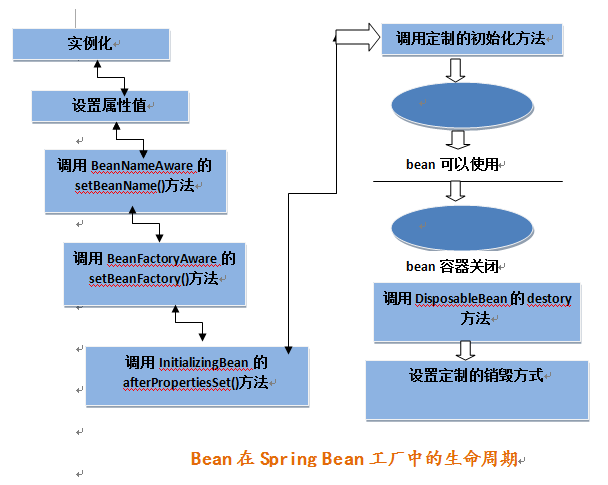 实例化
设置属性值
调用 BeanNameAware 的
setBeanName()方法
调用 BeanFactoryAware 的
setBeanFactory()方法
调用 InitializingBean 的
afterPropertiesSet()方法
调用定制的初始化方法
bean 可以使用
bean 容器关闭
调用 DisposableBean 的 destory
方法
设置定制的销毁方式
Bean 在 Spring Bean 工厂中的生命周期